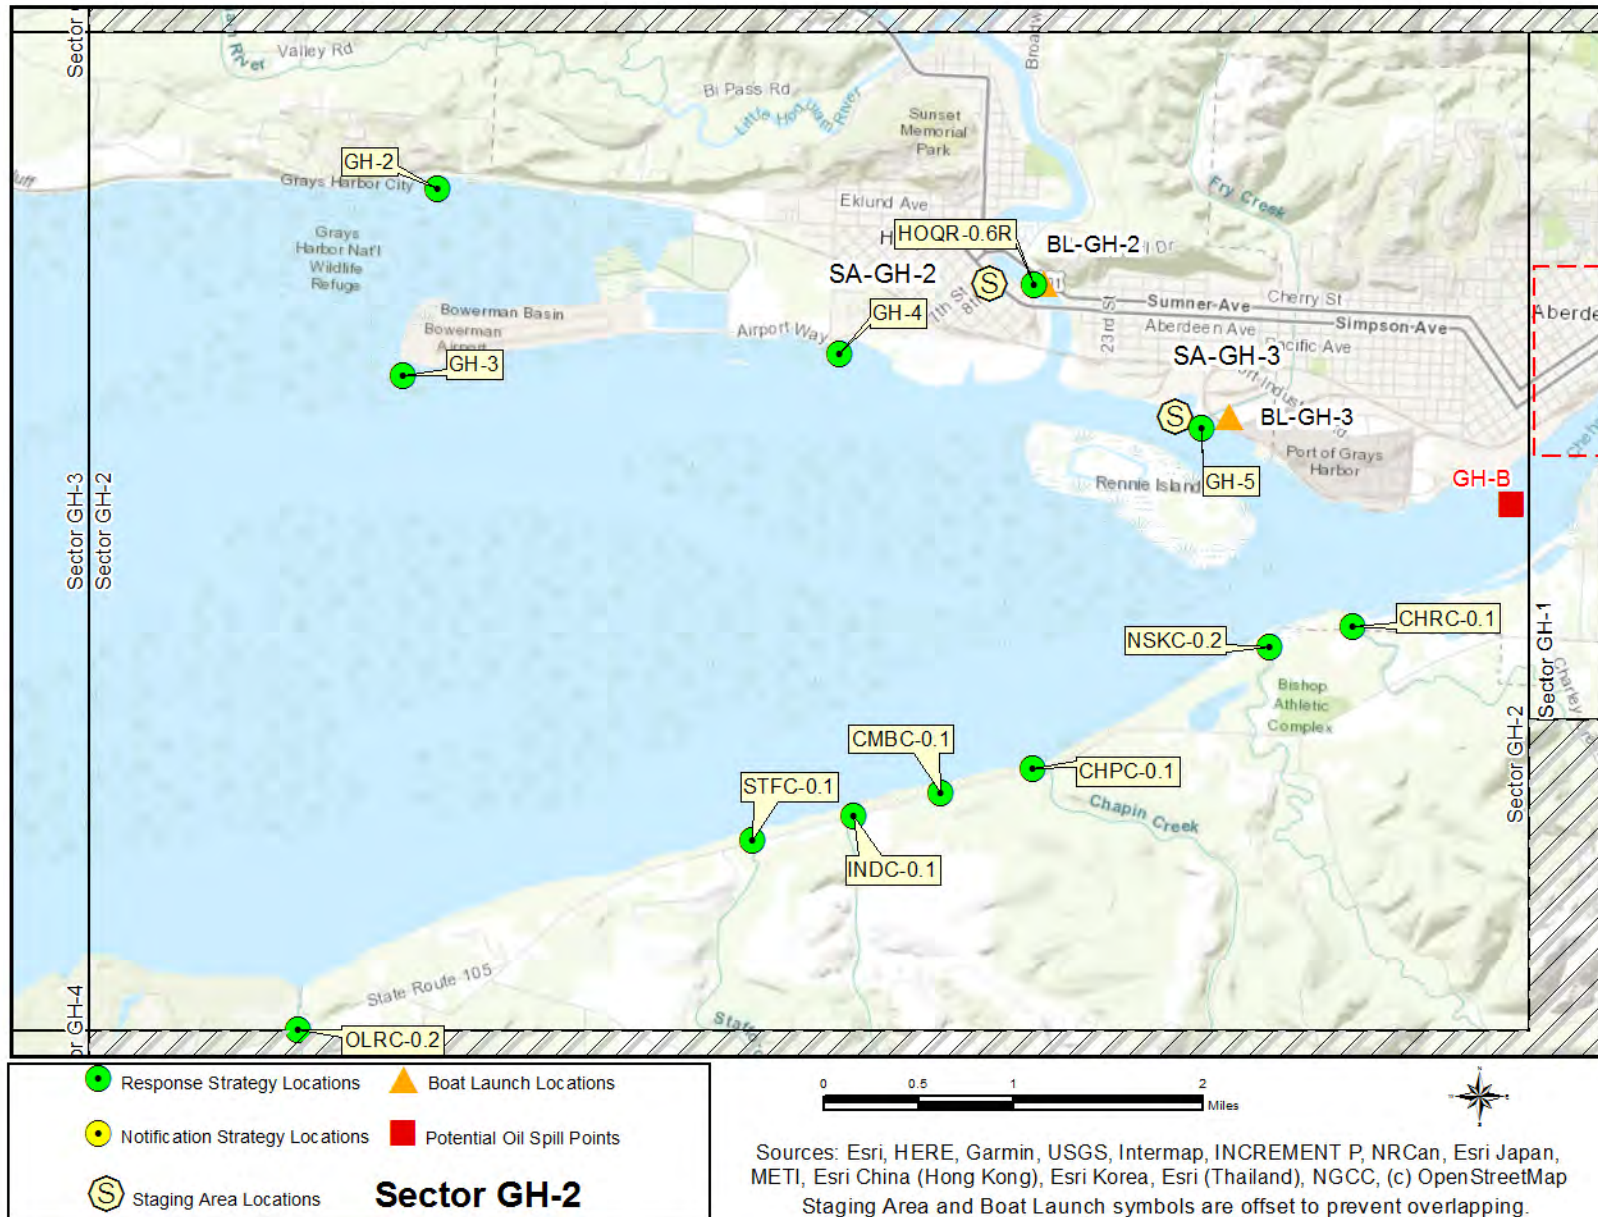 Sector
Valley Rd
River
Bi Pass Rd
Little Hoquiam River
Broadw
Sunset
Memorial
Park
GH-2
Grays Harbor City
uff
Fry Creek
Eklund Ave
Grays
Harbor Nat'l
Wildlife
Refuge
HOQR-0.6R
BL-GH-2
Dr
SA-GH-2
S
7th St
8th
Sumner Ave
Cherry St
Aberde
Bowerman Basin
Bowerman
Airport
Airport Way
GH-4
23rd St
Aberdeen Ave
Simpson Ave
Pacific Ave
SA-GH-3
GH-3
S
BL-GH-3
Port of Grays
Harbor
Rennie Island
GH-5
GH-B
Sector GH-3
Sector GH-2
CHRC-0.1
NSKC-0.2
Sector GH-1
Bishop
Athletic
Complex
Charley
CMBC-0.1
CHPC-0.1
Sector GH-2
STFC-0.1
Chapin Creek
INDC-0.1
State Route 105
or GH-4
OLRC-0.2
Response Strategy Locations
Boat Launch Locations
Notification Strategy Locations
Potential Oil Spill Points
S Staging Area Locations
Sector GH-2
0 0.5 1 2
Miles
Sources: Esri, HERE, Garmin, USGS, Intermap, INCREMENT P, NRCan, Esri Japan,
METI, Esri China (Hong Kong), Esri Korea, Esri (Thailand), NGCC, (c) OpenStreetMap
Staging Area and Boat Launch symbols are offset to prevent overlapping.